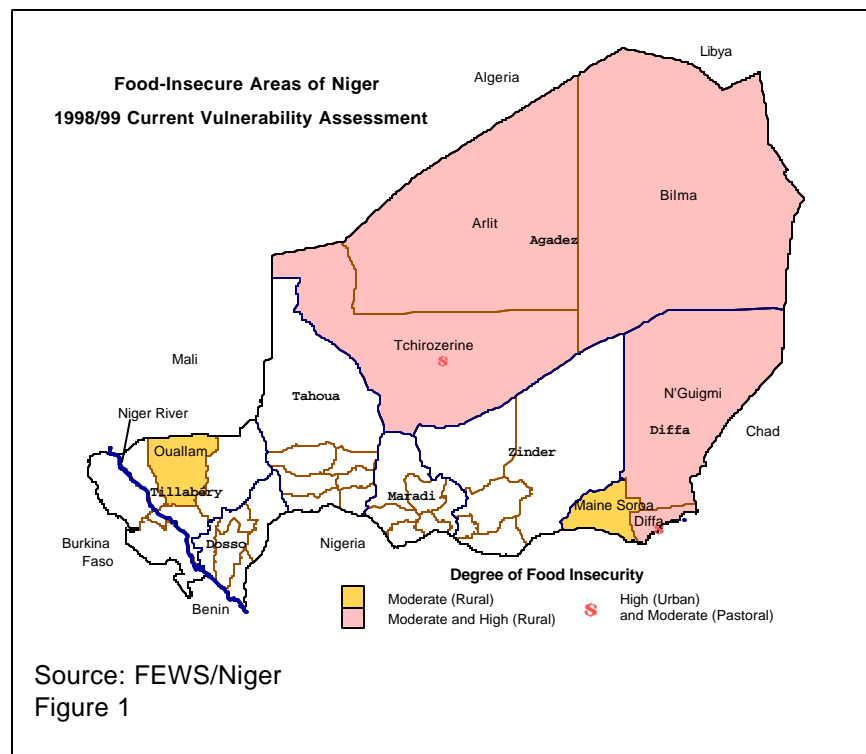 Food-Insecure Areas of Niger
1998/99 Current Vulnerability Assessment
Libya
Algeria
Bilma
Arlit
Agadez
Tchirozerine
Mali
Tahoua
N'Guigmi
Niger River
Diffa
Chad
Ouallam
Zinder
Tillabéry
Maradi
Maine Soroa
Diffa
Burkina
Faso
Dosso
Nigeria
Benin
Degree of Food Insecurity
Moderate (Rural)
Moderate and High (Rural)
High (Urban)
and Moderate (Pastoral)
Source: FEWS/Niger
Figure 1